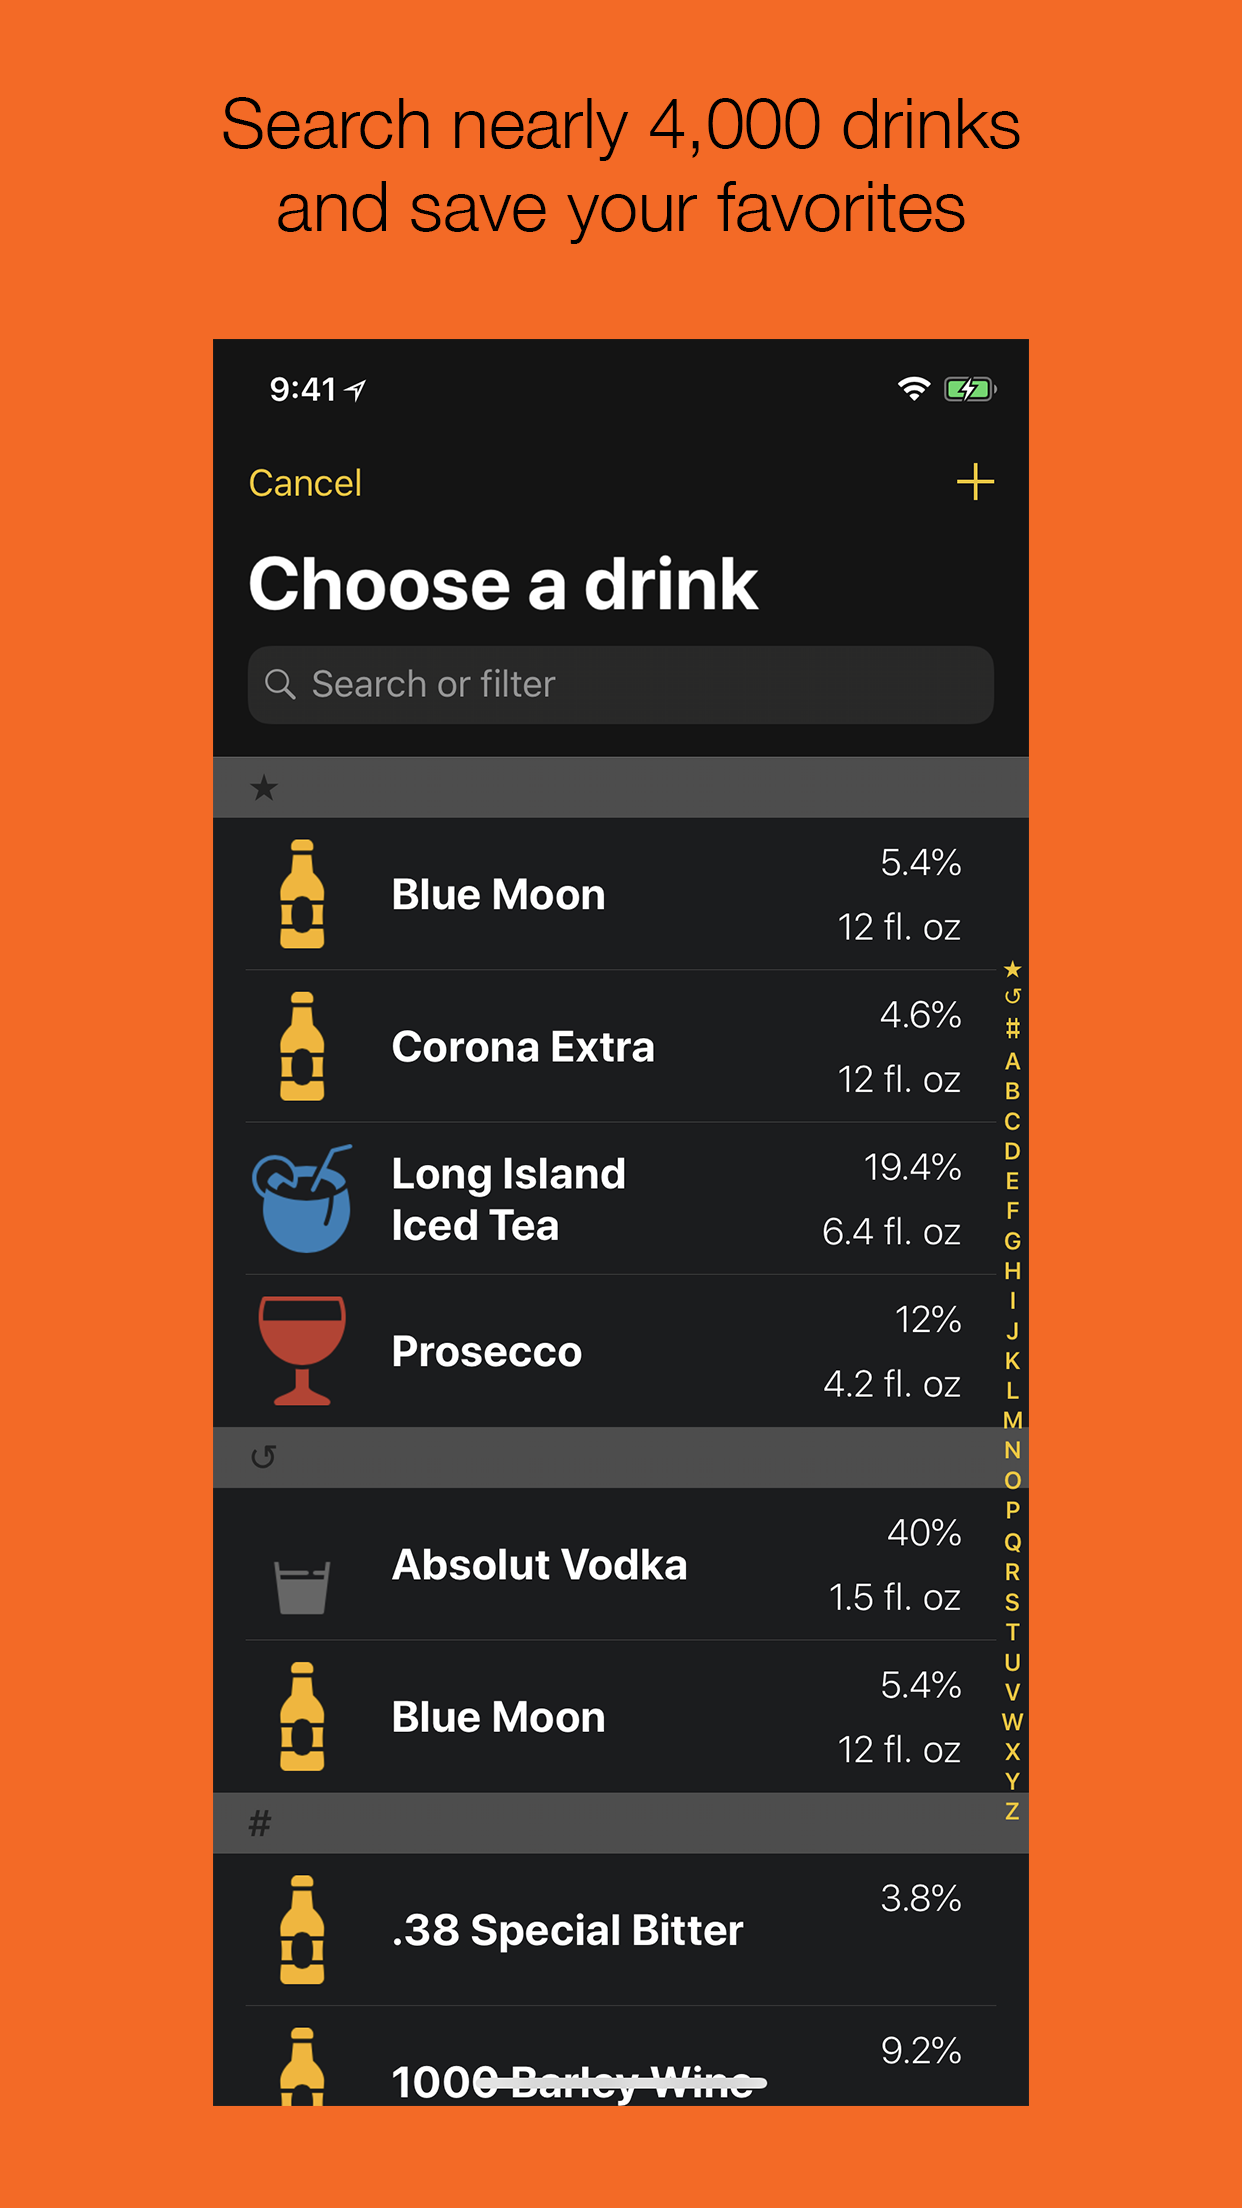 Search nearly 4,000 drinks
and save your favorites
9:41
Cancel
Choose a drink
Search or filter
★
Blue Moon
5.4%
12 fl. oz
Corona Extra
4.6%
12 fl. oz
Long Island
Iced Tea
19.4%
6.4 fl. oz
Prosecco
12%
4.2 fl. oz
↺
Absolut Vodka
40%
1.5 fl. oz
Blue Moon
5.4%
12 fl. oz
#
.38 Special Bitter
3.8%
1000 Barley Wine
9.2%
★
↺
#
A
B
C
D
E
F
G
H
I
J
K
L
M
N
O
P
Q
R
S
T
U
V
W
X
Y
Z